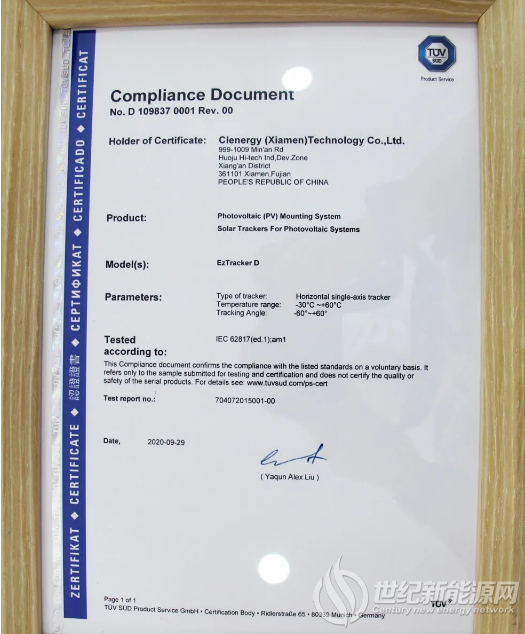 TÜV
SÜD
Product Service
Compliance Document
No. D 109837 0001 Rev. 00
Holder of Certificate: Clenergy (Xiamen)Technology Co.,Ltd.
999-1009 Min'an Rd
Huoju Hi-tech Ind,Dev.Zone
Xiang'an District
361101 Xiamen,Fujian
PEOPLE'S REPUBLIC OF CHINA
Product: Photovoltaic (PV) Mounting System
Solar Trackers For Photovoltaic Systems
Model(s): EzTracker D
Parameters: Type of tracker: Horizontal single-axis tracker
Temperature range: -30°C ~+60°C
Tracking Angle: -60°~+60°
Tested
according to: IEC 62817(ed.1);am1
This Compliance document confirms the compliance with the listed standards on a voluntary basis. It
refers only to the sample submitted for testing and certification and does not certify the quality or
safety of the serial products. For details see: www.tuvsud.com/ps-cert
Test report no.: 704072015001-00
Date, 2020-09-29
( Yaqun Alex Liu )
Page 1 of 1
TÜV SÜD Product Service GmbH • Certification Body • Ridlerstraße 65 • 80339 Munich • Germany
TÜV
ZERTIFIKAT ◆ CERTIFICATE ◆ 認證證書 ◆ СЕРТИФИКАТ ◆ CERTIFICADO ◆ CERTIFICAT
世纪新能源网
Century new energy network